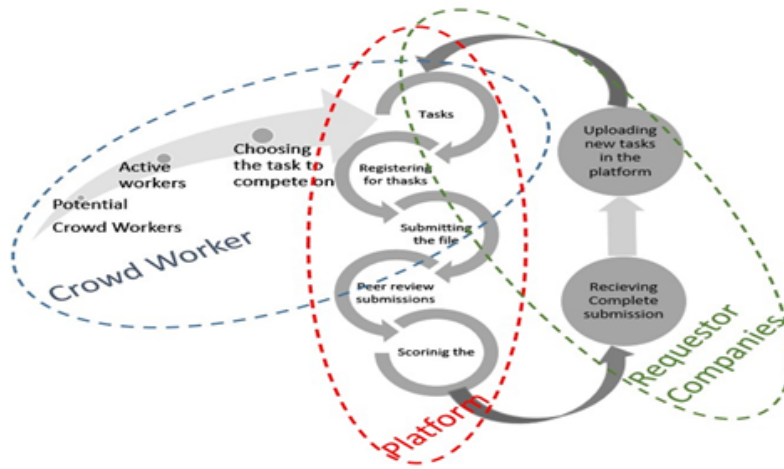 Potential
Crowd Workers
Active
workers
Choosing
the task to
compete on
Crowd Worker
Tasks
Registering
for thasks
Submitting
the file
Peer review
submissions
Scorinig the
Platform
Uploading
new tasks
in the
platform
Recieving
Complete
submission
Requestor
Companies